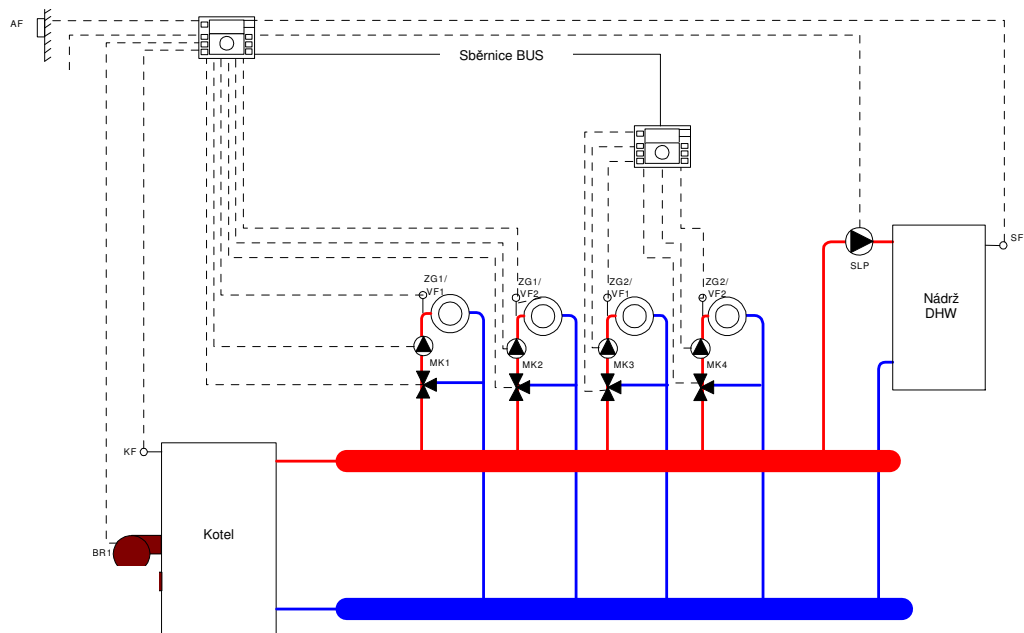 AF
Sběrnice BUS
SF
SLP
Nádrž
DHW
ZG1/
VF1
ZG1/
VF2
ZG2/
VF1
ZG2/
VF2
MK1
MK2
MK3
MK4
KF
Kotel
BR1